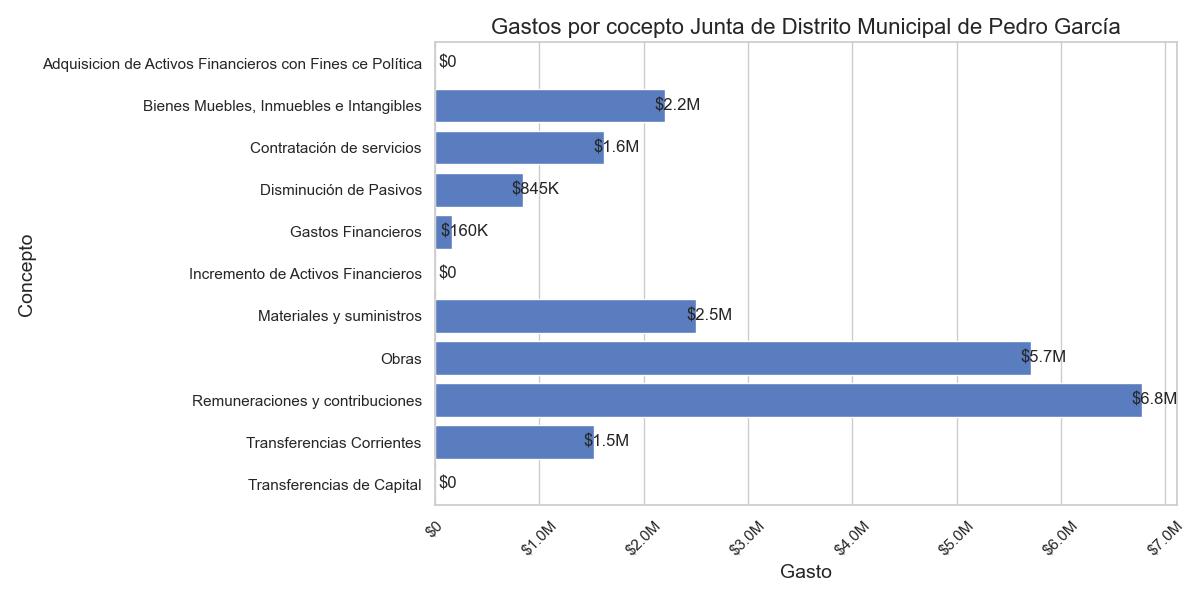 Gastos por cocepto Junta de Distrito Municipal de Pedro García
Concepto
Adquisicion de Activos Financieros con Fines ce Política $0
Bienes Muebles, Inmuebles e Intangibles $2.2M
Contratación de servicios $1.6M
Disminución de Pasivos $845K
Gastos Financieros $160K
Incremento de Activos Financieros $0
Materiales y suministros $2.5M
Obras $5.7M
Remuneraciones y contribuciones $6.8M
Transferencias Corrientes $1.5M
Transferencias de Capital $0
$0 $1.0M $2.0M $3.0M $4.0M $5.0M $6.0M $7.0M
Gasto